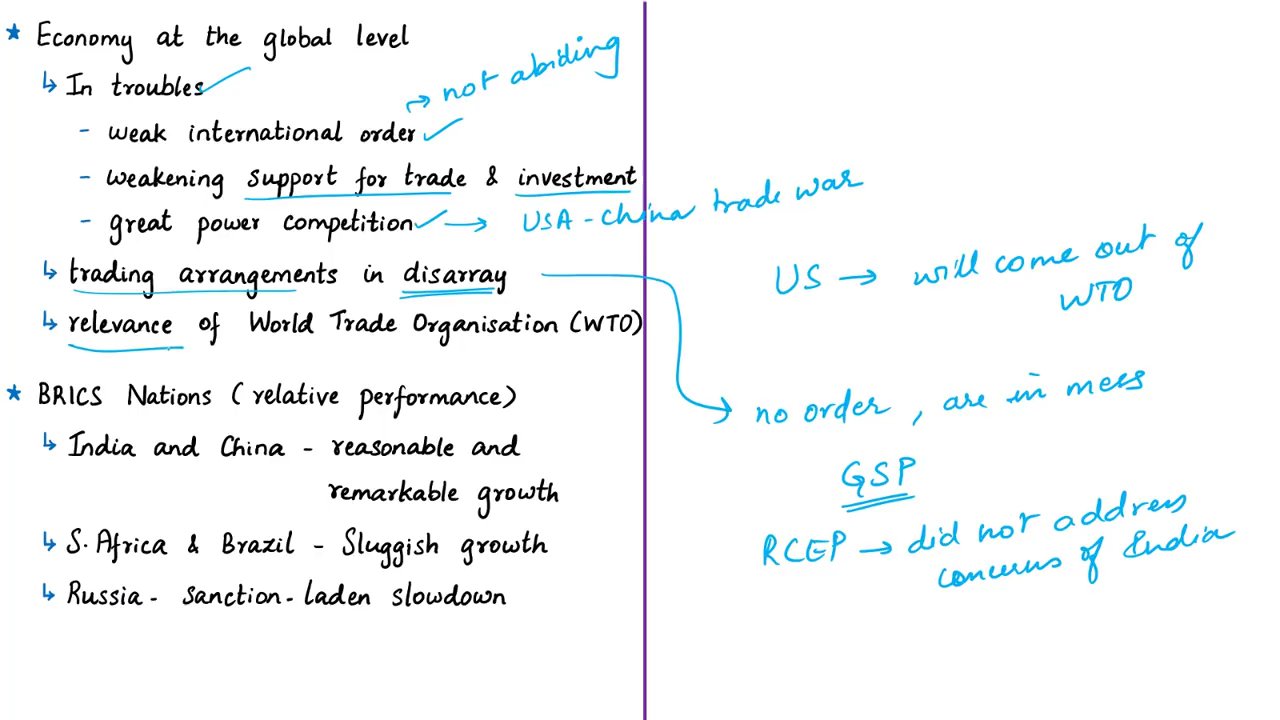 ★ Economy at the global level
↳ In troubles
→ not abiding
- weak international order
- weakening support for trade & investment
- great power competition → USA - China trade war
↳ trading arrangements in disarray
↳ relevance of World Trade Organisation (WTO)
★ BRICS Nations (relative performance)
↳ India and China - reasonable and
remarkable growth
↳ S. Africa & Brazil - Sluggish growth
↳ Russia - sanction-laden slowdown
US → will come out of
WTO
no order, are in mess
GSP
RCEP → did not address
concerns of India